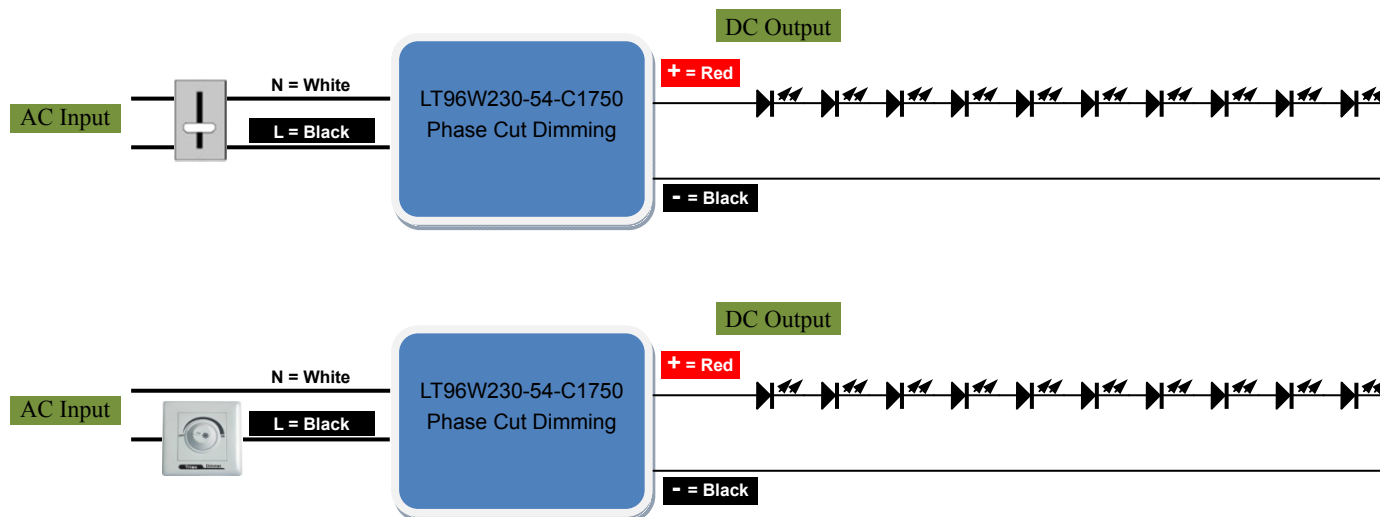 DC Output
+ = Red
N = White
AC Input
L = Black
LT96W230-54-C1750
Phase Cut Dimming
- = Black
DC Output
+ = Red
N = White
AC Input
L = Black
LT96W230-54-C1750
Phase Cut Dimming
- = Black